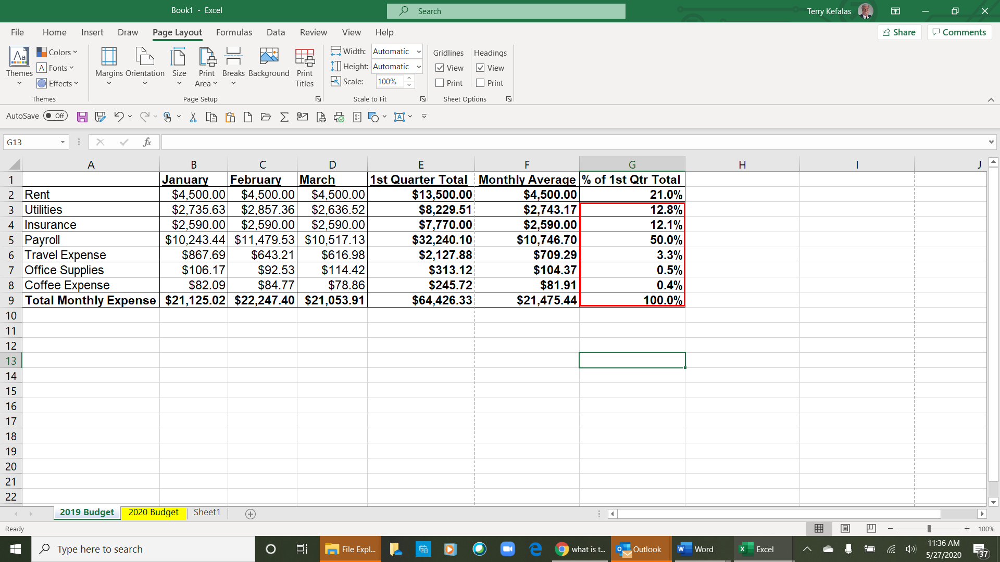 Book1 - Excel
Search
Terry Kefalas
File Home Insert Draw Page Layout Formulas Data Review View Help
Share Comments
Themes
Colors
Fonts
Effects
Themes
Margins Orientation Size Print Area Breaks Background Print Titles
Page Setup
Width: Automatic
Height: Automatic
Scale: 100%
Scale to Fit
Gridlines Headings
View View
Print Print
Sheet Options
AutoSave Off
G13
fx
A B C D E F G H I J
1 January February March 1st Quarter Total Monthly Average % of 1st Qtr Total
2 Rent $4,500.00 $4,500.00 $4,500.00 $13,500.00 $4,500.00 21.0%
3 Utilities $2,735.63 $2,857.36 $2,636.52 $8,229.51 $2,743.17 12.8%
4 Insurance $2,590.00 $2,590.00 $2,590.00 $7,770.00 $2,590.00 12.1%
5 Payroll $10,243.44 $11,479.53 $10,517.13 $32,240.10 $10,746.70 50.0%
6 Travel Expense $867.69 $643.21 $616.98 $2,127.88 $709.29 3.3%
7 Office Supplies $106.17 $92.53 $114.42 $313.12 $104.37 0.5%
8 Coffee Expense $82.09 $84.77 $78.86 $245.72 $81.91 0.4%
9 Total Monthly Expense $21,125.02 $22,247.40 $21,053.91 $64,426.33 $21,475.44 100.0%
10
11
12
13
14
15
16
17
18
19
20
21
22
2019 Budget 2020 Budget Sheet1
Ready
100%
Type here to search
File Expl...
what is t...
Outlook
Word
Excel
11:36 AM
5/27/2020
37